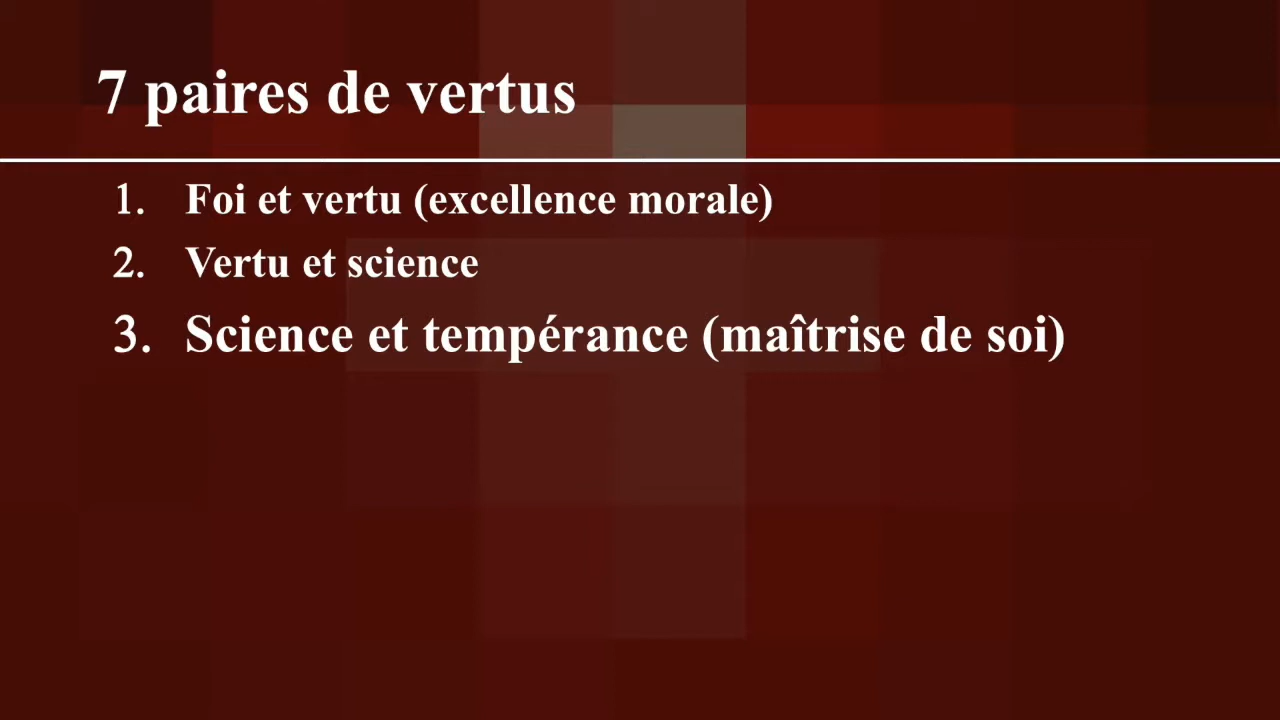 7 paires de vertus
1. Foi et vertu (excellence morale)
2. Vertu et science
3. Science et tempérance (maîtrise de soi)